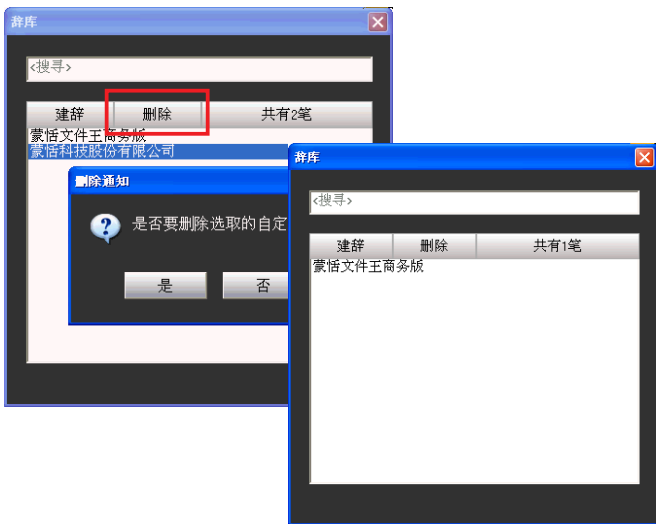 辞库
<搜寻>
建辞 删除 共有2笔
蒙恬文件王商务版
蒙恬科技股份有限公司
删除通知
是否要删除选取的自定
是 否
辞库
<搜寻>
建辞 删除 共有1笔
蒙恬文件王商务版